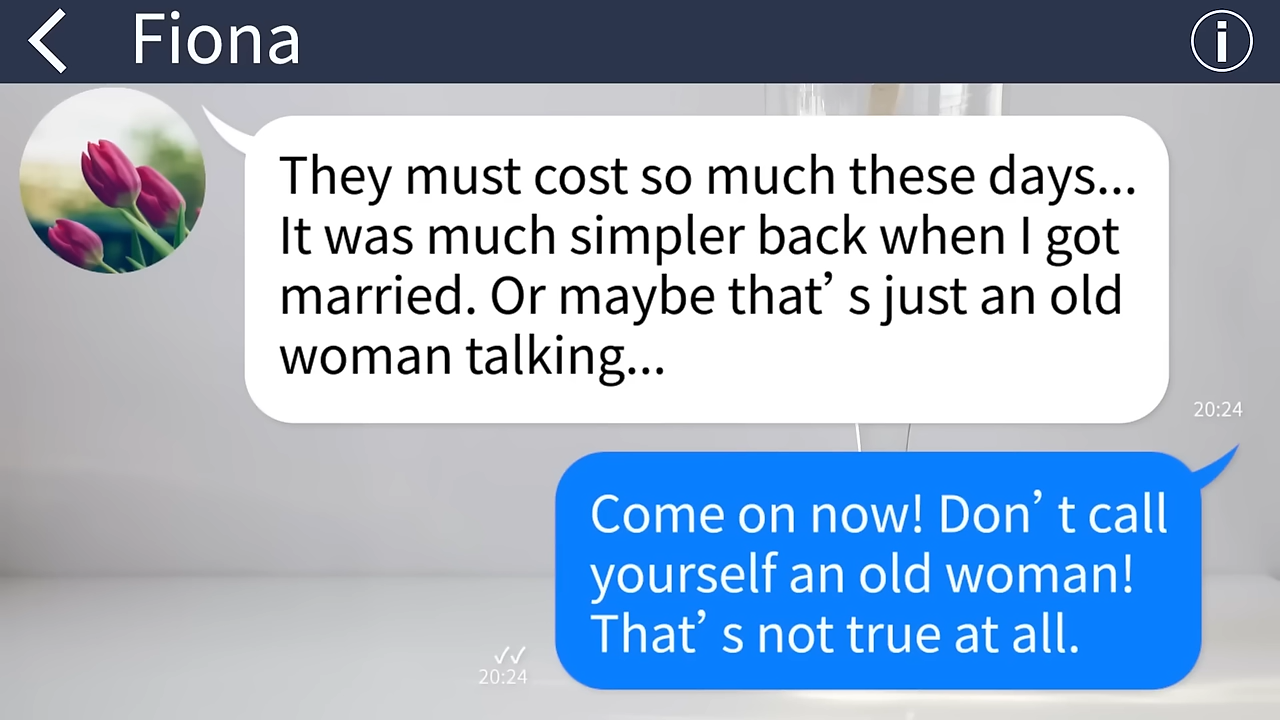 Fiona
They must cost so much these days...
It was much simpler back when I got
married. Or maybe that’s just an old
woman talking...
20:24
Come on now! Don’t call
yourself an old woman!
That’s not true at all.
20:24